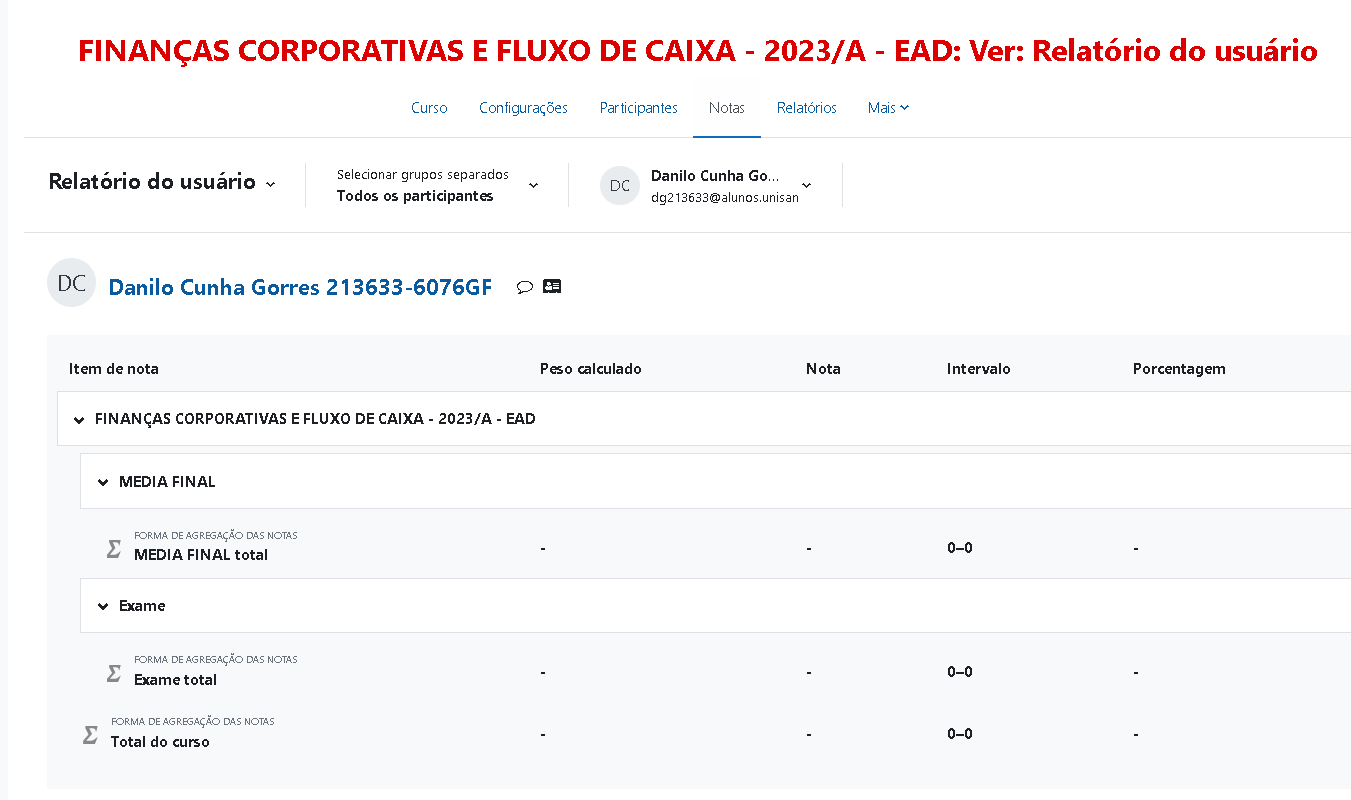 FINANÇAS CORPORATIVAS E FLUXO DE CAIXA - 2023/A - EAD: Ver: Relatório do usuário
Curso Configurações Participantes Notas Relatórios Mais
Relatório do usuário
Selecionar grupos separados
Todos os participantes
DC
Danilo Cunha Go...
dg213633@alunos.unisan
DC
Danilo Cunha Gorres 213633-6076GF
Item de nota Peso calculado Nota Intervalo Porcentagem
FINANÇAS CORPORATIVAS E FLUXO DE CAIXA - 2023/A - EAD
MEDIA FINAL
FORMA DE AGREGAÇÃO DAS NOTAS
MEDIA FINAL total - - 0–0 -
Exame
FORMA DE AGREGAÇÃO DAS NOTAS
Exame total - - 0–0 -
FORMA DE AGREGAÇÃO DAS NOTAS
Total do curso - - 0–0 -